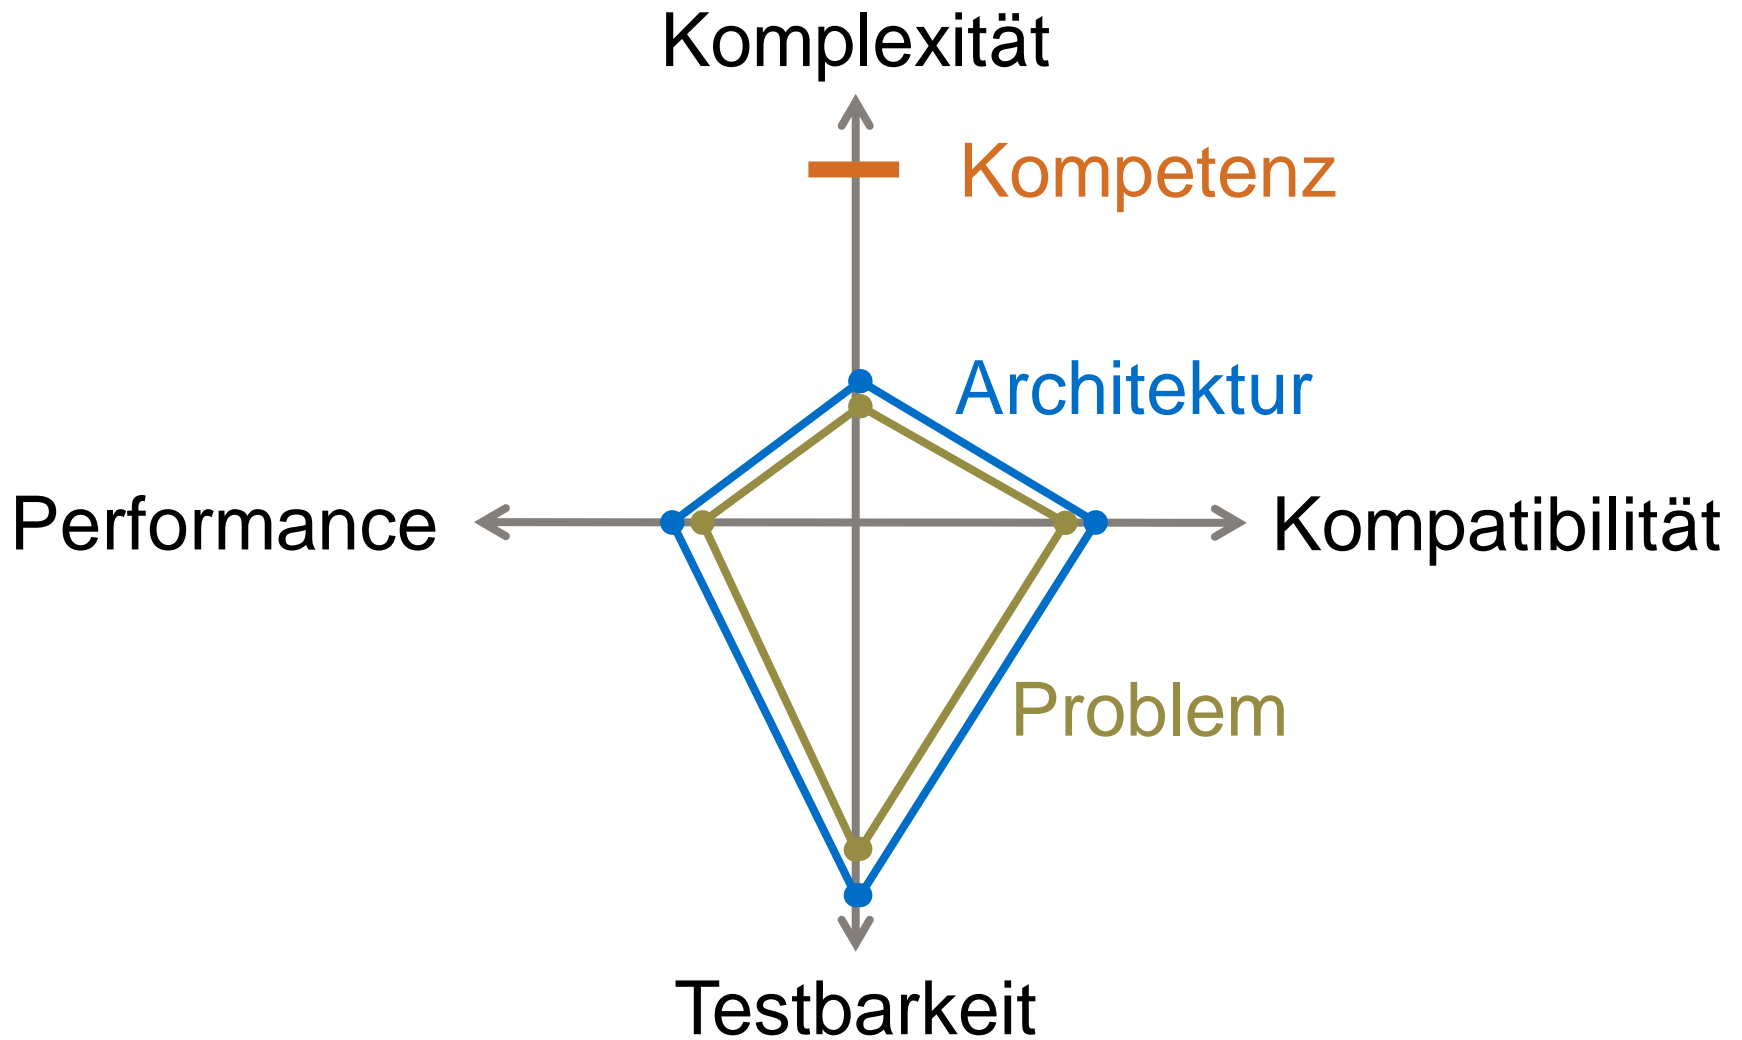 Komplexität
Kompetenz
Architektur
Performance
Kompatibilität
Problem
Testbarkeit